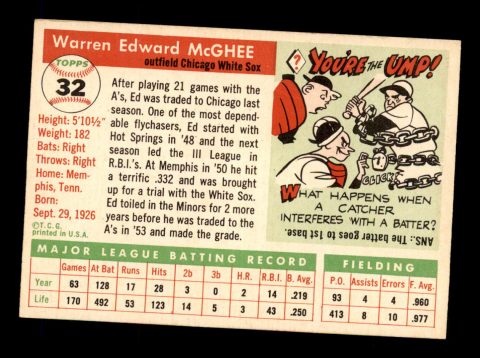 Warren Edward McGHEE
outfield Chicago White Sox
TOPPS
32
Height: 5'10½"
Weight: 182
Bats: Right
Throws: Right
Home: Mem-
phis, Tenn.
Born:
Sept. 29, 1926
© T. C. G.
printed in U.S.A.
After playing 21 games with the
A's, Ed was traded to Chicago last
season. One of the most depend-
able flychasers, Ed started with
Hot Springs in '48 and the next
season led the III League in
R.B.I.'s. At Memphis in '50 he hit
a terrific .332 and was brought
up for a trial with the White Sox.
Ed toiled in the Minors for 2 more
years before he was traded to the
A's in '53 and made the grade.
?
YOU'RE THE UMP!
CLICK!
WHAT HAPPENS WHEN
A CATCHER
INTERFERES WITH A BATTER?
ANS.. The batter goes to 1st base.
MAJOR LEAGUE BATTING RECORD
Games At Bat Runs Hits 2b 3b H.R. R.B.I. B. Av.
Year 63 128 17 28 3 0 2 14 .219
Life 170 492 53 123 14 5 3 43 .250
FIELDING
P.O. Assists Errors F. Avg.
93 4 4 .960
413 8 10 .977